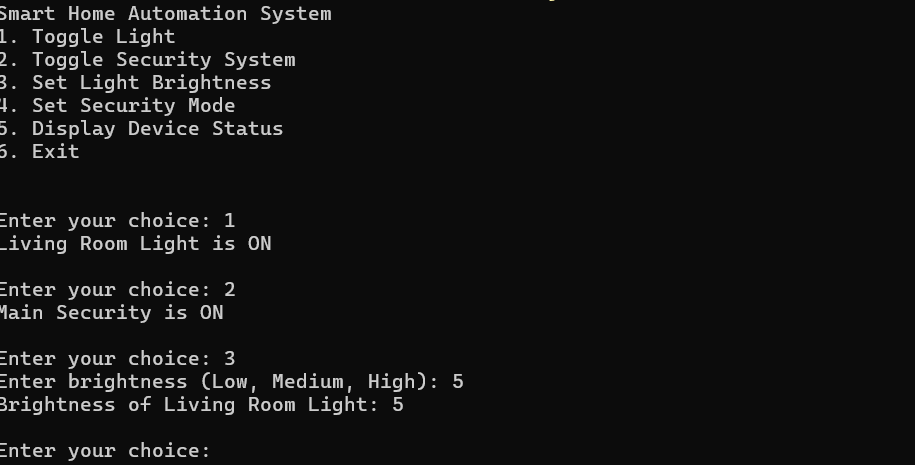 Smart Home Automation System
1. Toggle Light
2. Toggle Security System
3. Set Light Brightness
4. Set Security Mode
5. Display Device Status
6. Exit
Enter your choice: 1
Living Room Light is ON
Enter your choice: 2
Main Security is ON
Enter your choice: 3
Enter brightness (Low, Medium, High): 5
Brightness of Living Room Light: 5
Enter your choice: